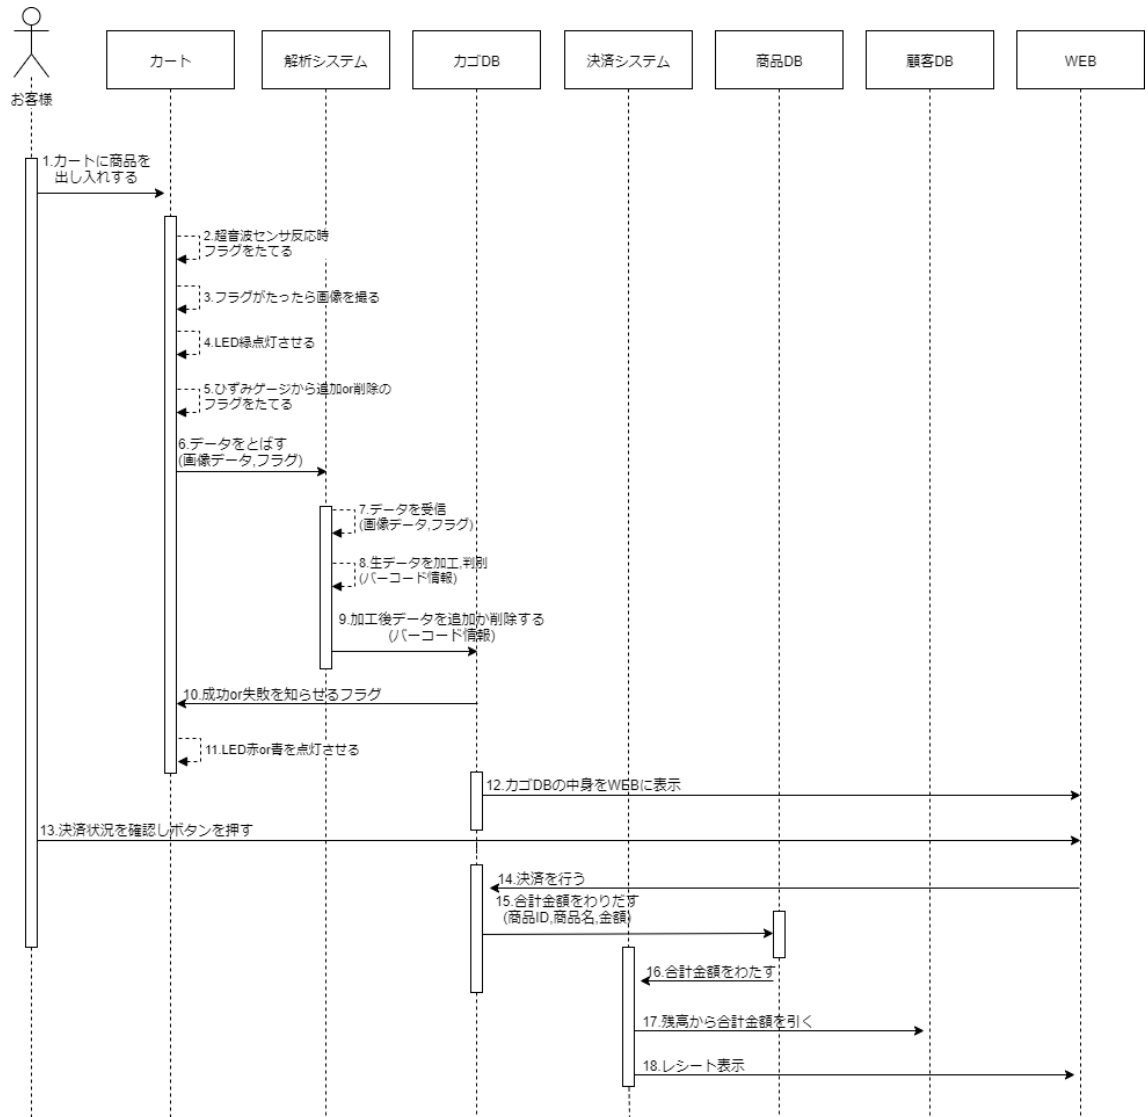 カート
解析システム
カゴDB
決済システム
商品DB
顧客DB
WEB
お客様
1.カートに商品を
出し入れする
2.超音波センサ反応時
フラグをたてる
3.フラグがたったら画像を撮る
4.LED緑点灯させる
5.ひずみゲージから追加or削除の
フラグをたてる
6.データをとばす
(画像データ,フラグ)
7.データを受信
(画像データ,フラグ)
8.生データを加工,判別
(バーコード情報)
9.加工後データを追加か削除する
(バーコード情報)
10.成功or失敗を知らせるフラグ
11.LED赤or青を点灯させる
12.カゴDBの中身をWEBに表示
13.決済状況を確認しボタンを押す
14.決済を行う
15.合計金額をわりだす
(商品ID,商品名,金額)
16.合計金額をわたす
17.残高から合計金額を引く
18.レシート表示